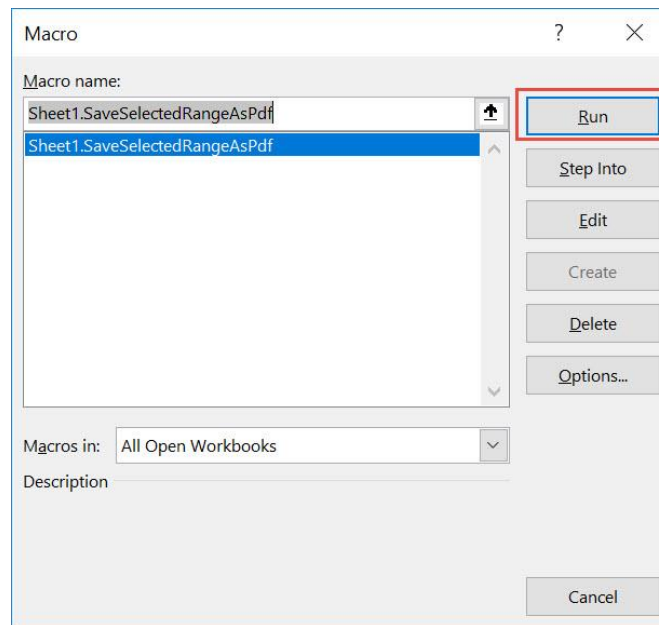 Macro
?
Macro name:
Sheet1.SaveSelectedRangeAsPdf
Sheet1.SaveSelectedRangeAsPdf
Run
Step Into
Edit
Create
Delete
Options...
Macros in: All Open Workbooks
Description
Cancel